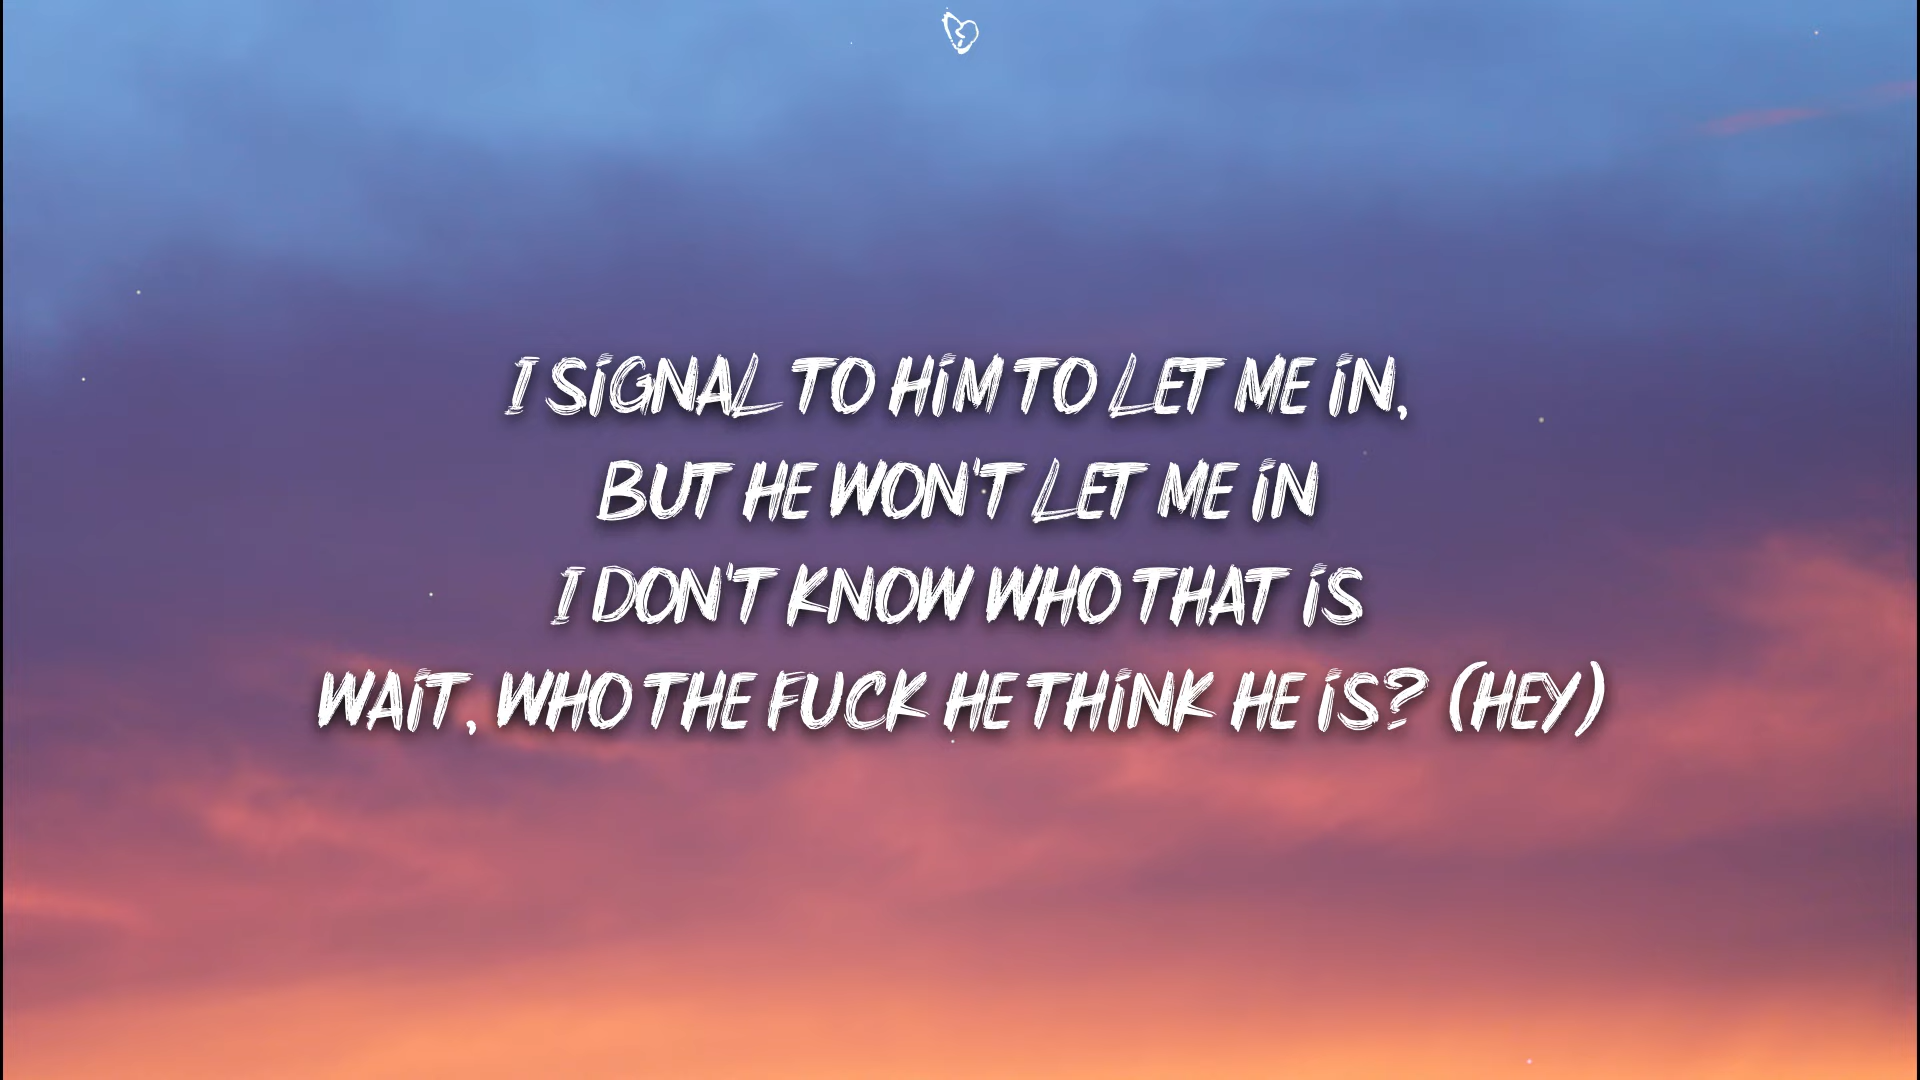 I SIGNAL TO HIM TO LET ME IN,
BUT HE WON'T LET ME IN
I DON'T KNOW WHO THAT IS
WAIT, WHO THE FUCK HE THINK HE IS? (HEY)